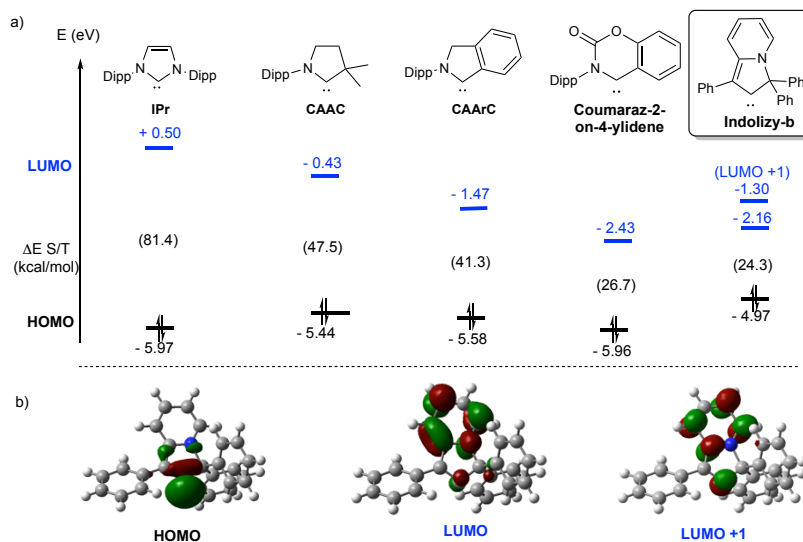 a)
E (eV)
Dipp N N Dipp
IPr
Dipp N
CAAC
Dipp N
CAArC
O O
Dipp N
Coumaraz-2-
on-4-ylidene
N
Ph Ph
Ph
Indolizy-b
LUMO
+ 0.50
- 0.43
- 1.47
- 2.43
(LUMO +1)
-1.30
- 2.16
ΔE S/T
(kcal/mol)
(81.4)
(47.5)
(41.3)
(26.7)
(24.3)
HOMO
- 5.97
- 5.44
- 5.58
- 5.96
- 4.97
b)
HOMO
LUMO
LUMO +1